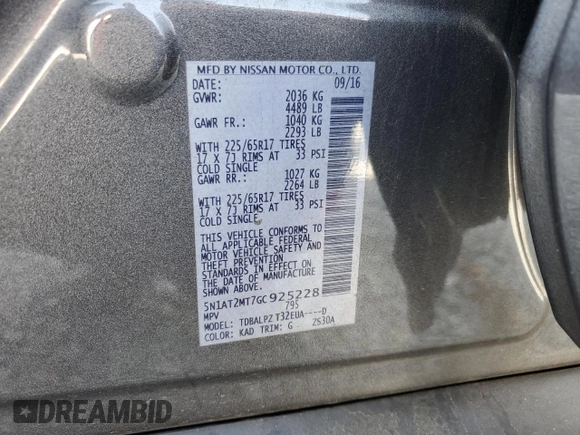 MFD BY NISSAN MOTOR CO., LTD.
DATE: 09/16
GVWR: 2036 KG
4489 LB
GAWR FR.: 1040 KG
2293 LB
WITH 225/65R17 TIRES
17 X 7J RIMS AT 33 PSI
COLD SINGLE
GAWR RR.: 1027 KG
2264 LB
WITH 225/65R17 TIRES
17 X 7J RIMS AT 33 PSI
COLD SINGLE
THIS VEHICLE CONFORMS TO
ALL APPLICABLE FEDERAL
MOTOR VEHICLE SAFETY AND
THEFT PREVENTION
STANDARDS IN EFFECT ON
THE DATE OF MANUFACTURE
5N1AT2MT7GC925228
MPV 795
MODEL: TDBALPZ T32EUA----D
COLOR: KAD TRIM: G 2S30A
DREAMBID